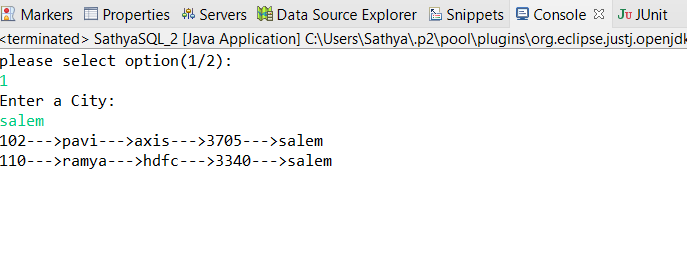 Markers Properties Servers Data Source Explorer Snippets Console JUnit
<terminated> SathyaSQL_2 [Java Application] C:\Users\Sathya\.p2\pool\plugins\org.eclipse.justj.openjdk
please select option(1/2):
1
Enter a City:
salem
102--->pavi--->axis--->3705--->salem
110--->ramya--->hdfc--->3340--->salem